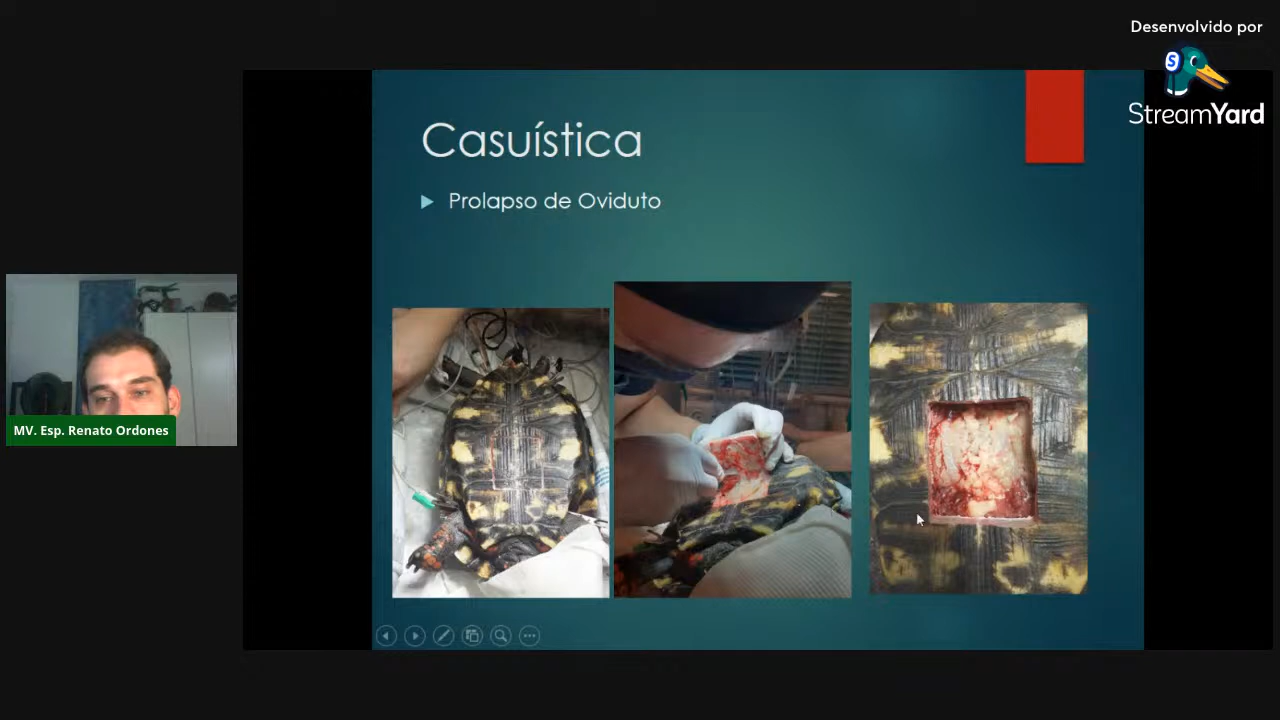 Desenvolvido por
StreamYard
Casuística
Prolapso de Oviduto
MV. Esp. Renato Ordones